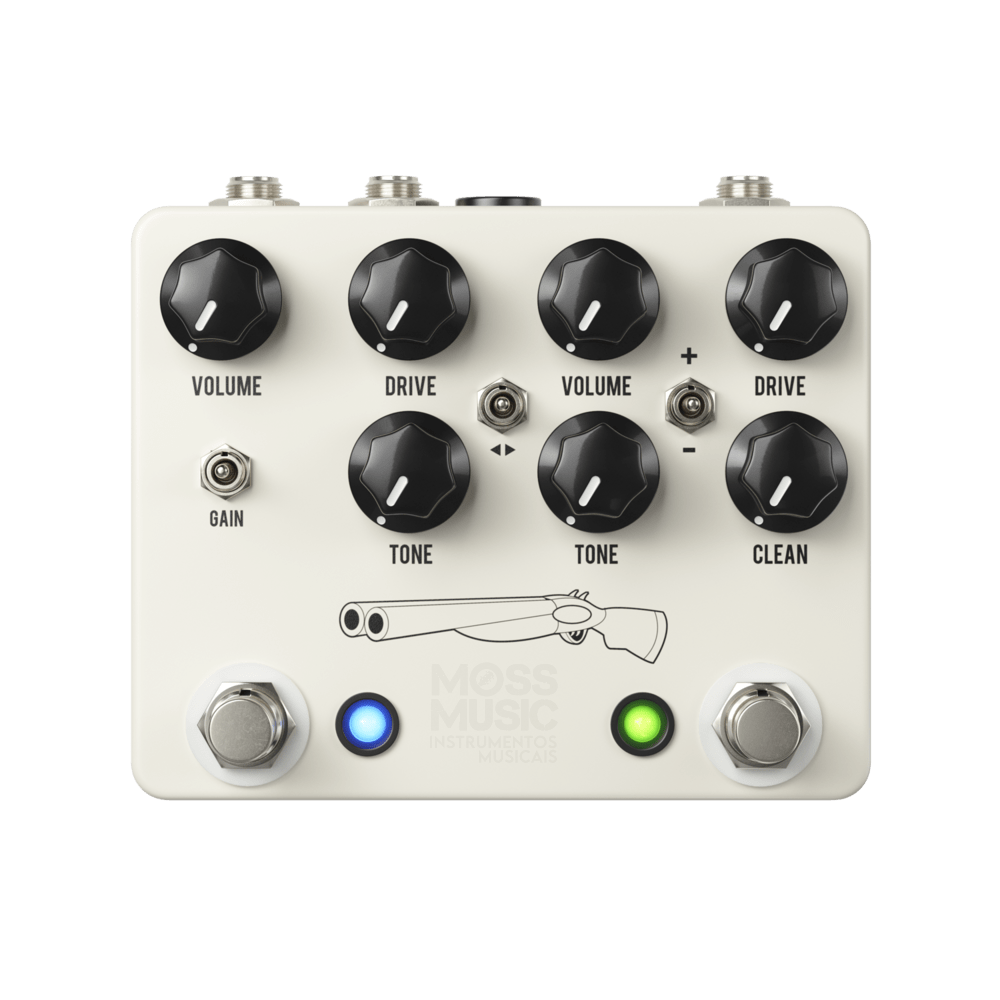 VOLUME DRIVE VOLUME DRIVE
+
-
GAIN
TONE TONE CLEAN
MOSS
MUSIC
INSTRUMENTOS
MUSICAIS